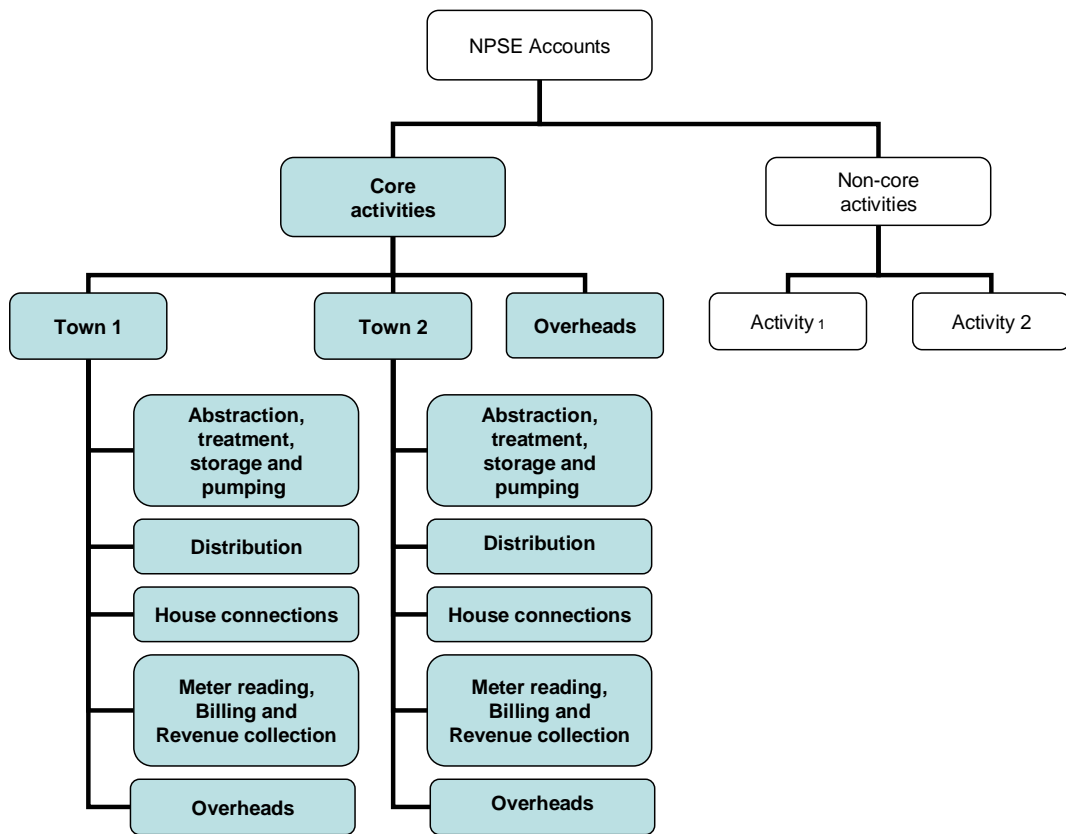 NPSE Accounts
Core
activities
Non-core
activities
Town 1
Town 2
Overheads
Activity 1
Activity 2
Abstraction,
treatment,
storage and
pumping
Distribution
House connections
Meter reading,
Billing and
Revenue collection
Overheads
Abstraction,
treatment,
storage and
pumping
Distribution
House connections
Meter reading,
Billing and
Revenue collection
Overheads